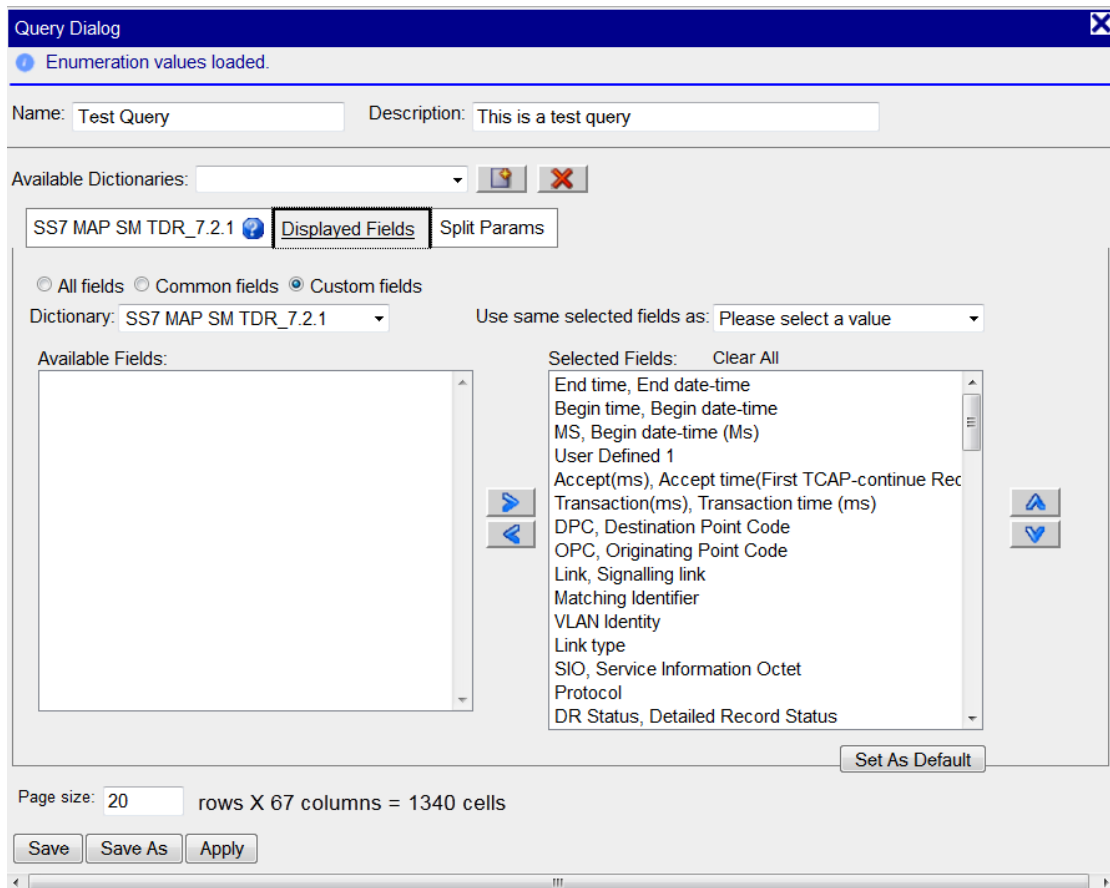 Query Dialog
Enumeration values loaded.
Name: Test Query Description: This is a test query
Available Dictionaries:
SS7 MAP SM TDR_7.2.1 Displayed Fields Split Params
All fields Common fields Custom fields
Dictionary: SS7 MAP SM TDR_7.2.1 Use same selected fields as: Please select a value
Available Fields: Selected Fields: Clear All
End time, End date-time
Begin time, Begin date-time
MS, Begin date-time (Ms)
User Defined 1
Accept(ms), Accept time(First TCAP-continue Rec
Transaction(ms), Transaction time (ms)
DPC, Destination Point Code
OPC, Originating Point Code
Link, Signalling link
Matching Identifier
VLAN Identity
Link type
SIO, Service Information Octet
Protocol
DR Status, Detailed Record Status
Set As Default
Page size: 20 rows X 67 columns = 1340 cells
Save Save As Apply